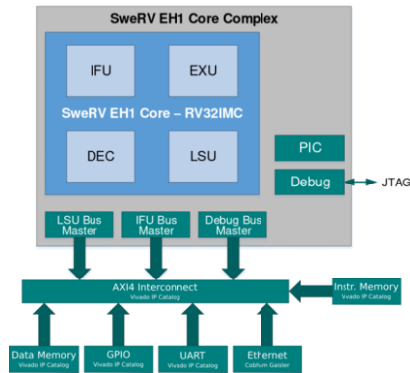 SweRV EH1 Core Complex
IFU
EXU
SweRV EH1 Core – RV32IMC
DEC
LSU
PIC
Debug
JTAG
LSU Bus
Master
IFU Bus
Master
Debug Bus
Master
AXI4 Interconnect
Vivado IP Catalog
Instr. Memory
Vivado IP Catalog
Data Memory
Vivado IP Catalog
GPIO
Vivado IP Catalog
UART
Vivado IP Catalog
Ethernet
Cobham Gaisler